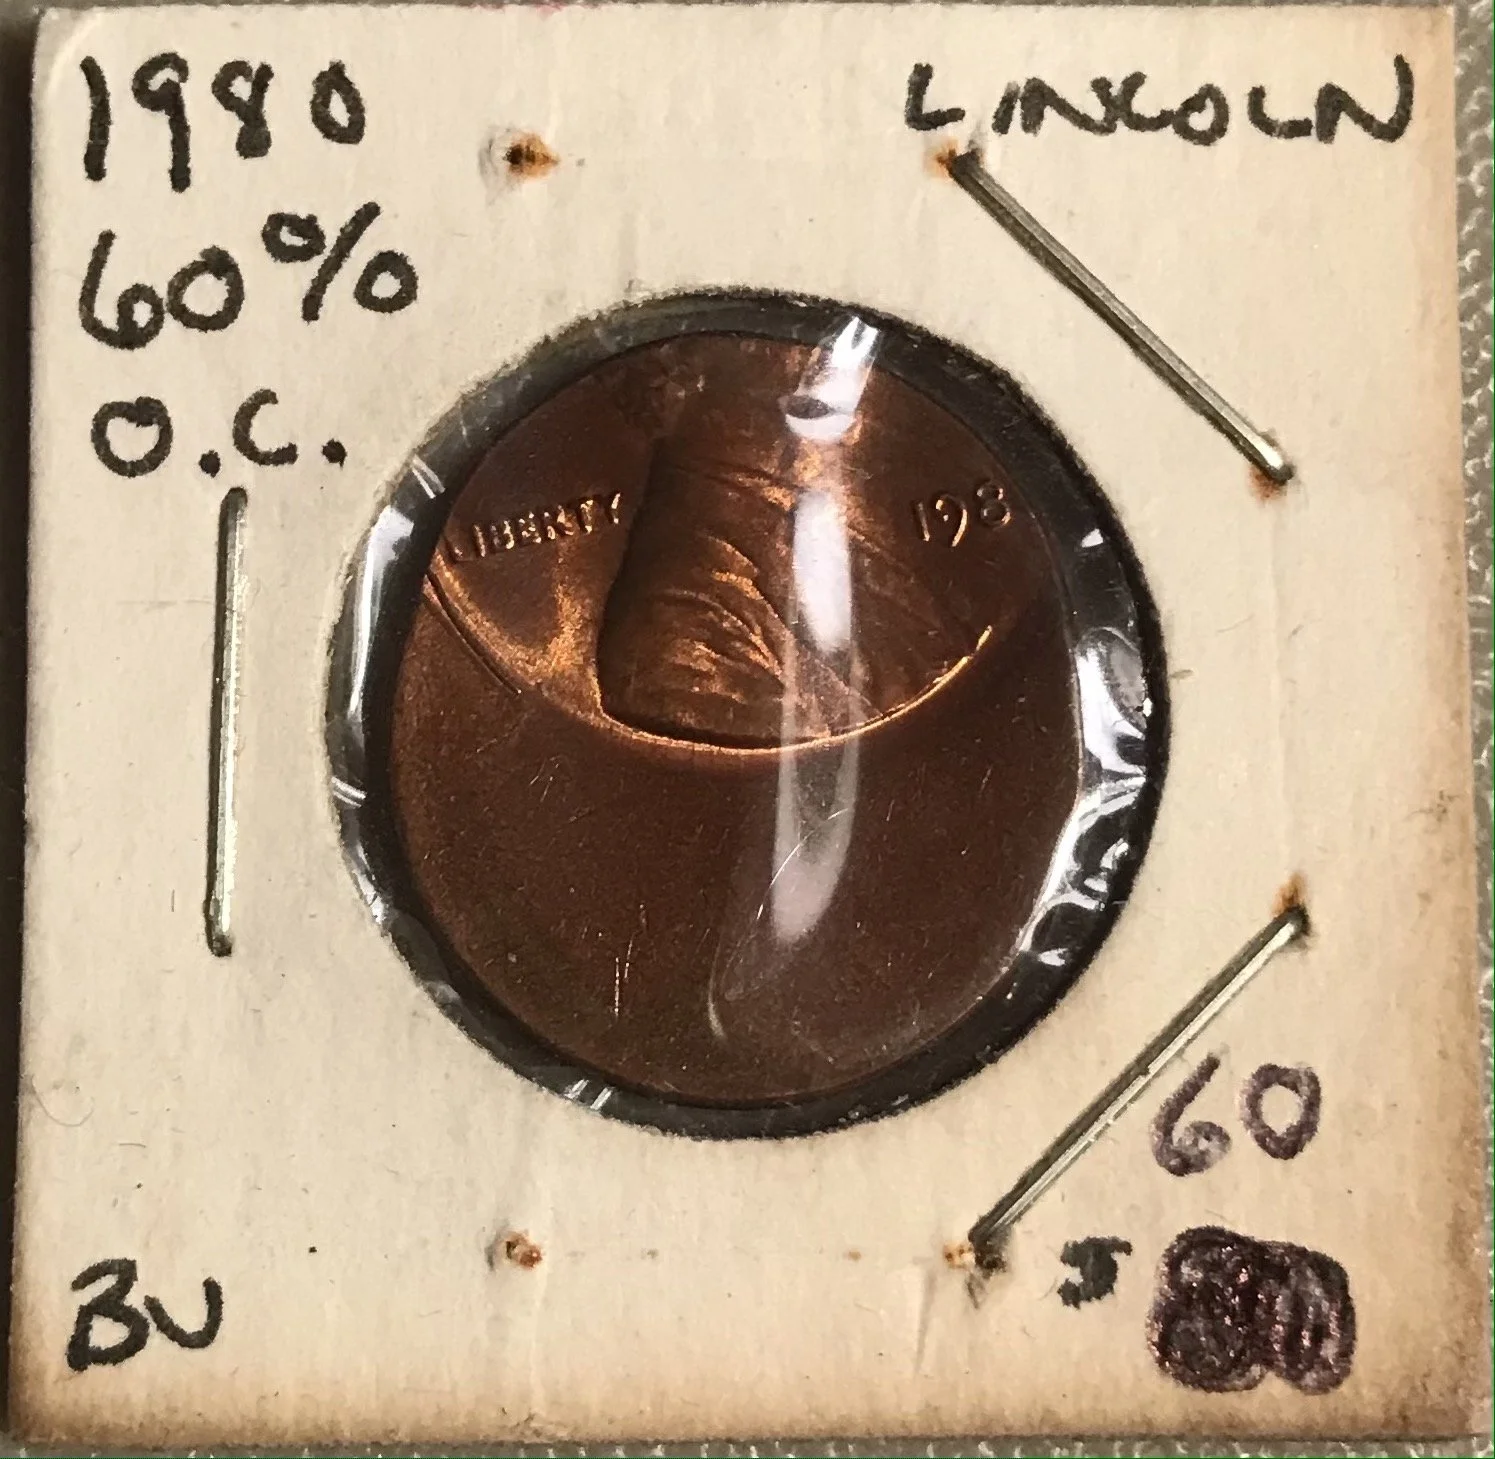 1980
LINCOLN
60%
O.C.
LIBERTY
198
60
BU
J